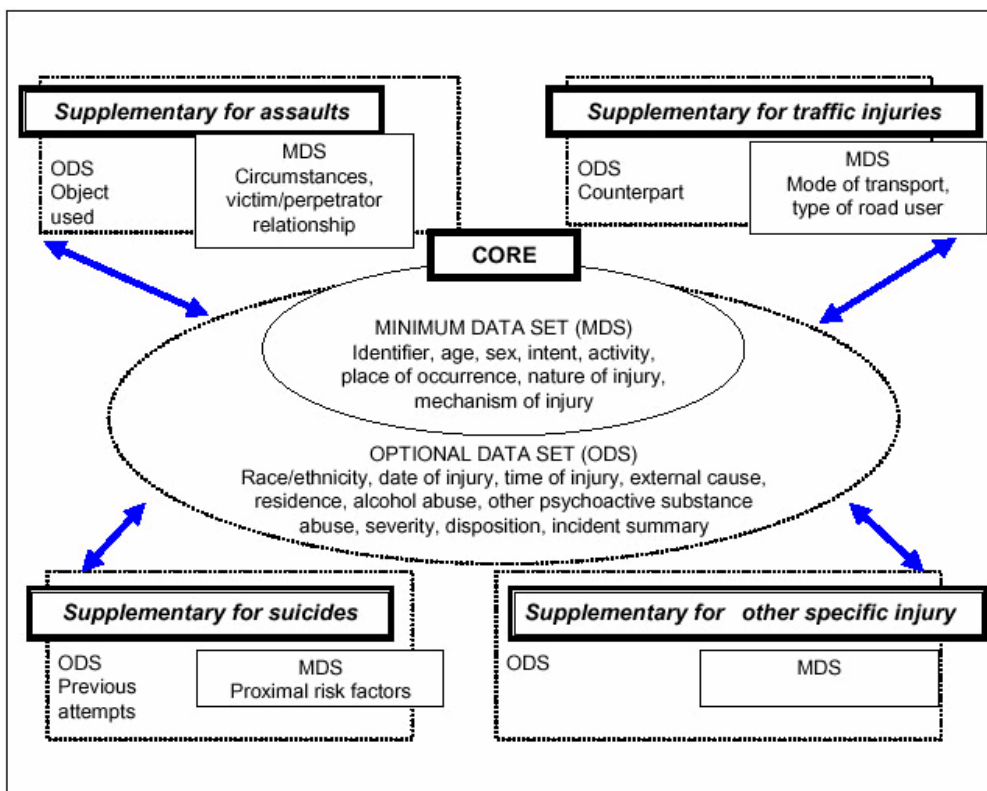 Supplementary for assaults
ODS
Object
used
MDS
Circumstances,
victim/perpetrator
relationship
Supplementary for traffic injuries
ODS
Counterpart
MDS
Mode of transport,
type of road user
CORE
MINIMUM DATA SET (MDS)
Identifier, age, sex, intent, activity,
place of occurrence, nature of injury,
mechanism of injury
OPTIONAL DATA SET (ODS)
Race/ethnicity, date of injury, time of injury, external cause,
residence, alcohol abuse, other psychoactive substance
abuse, severity, disposition, incident summary
Supplementary for suicides
ODS
Previous
attempts
MDS
Proximal risk factors
Supplementary for other specific injury
ODS
MDS